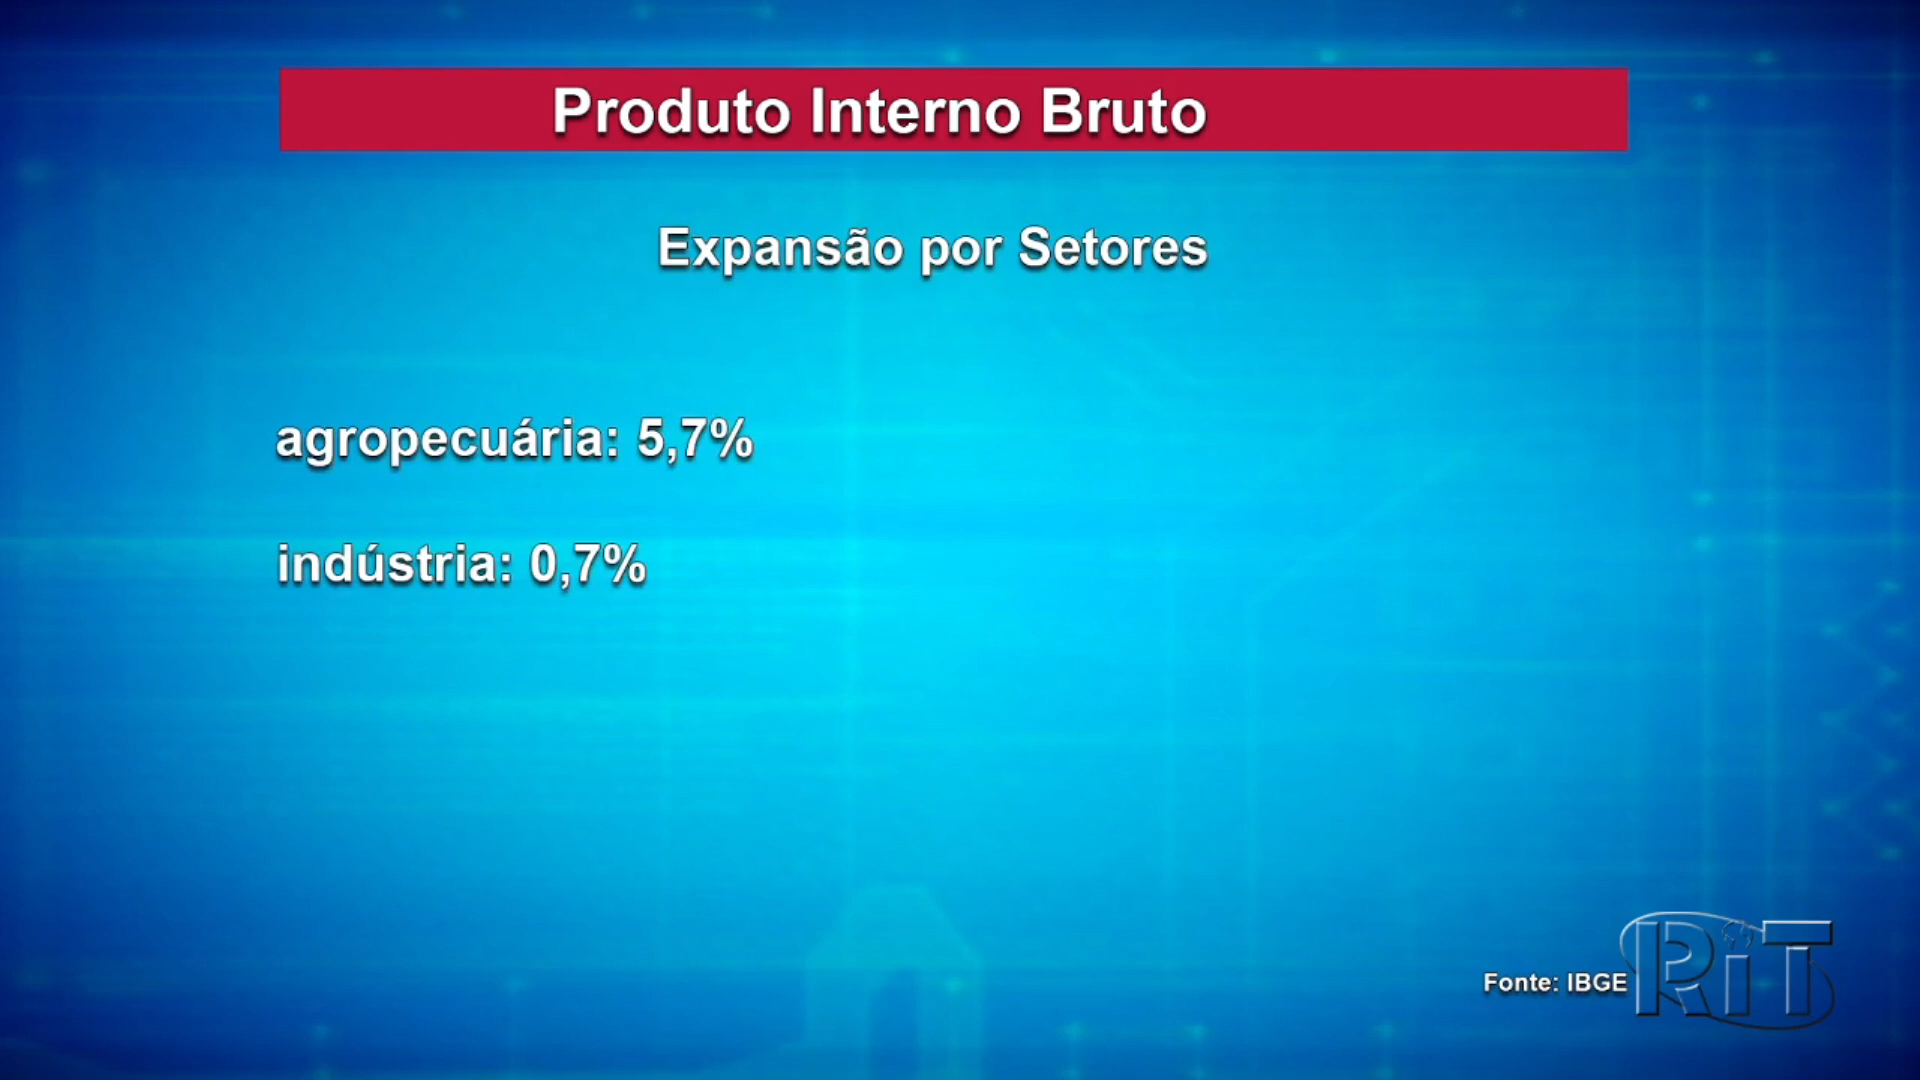 Produto Interno Bruto
Expansão por Setores
agropecuária: 5,7%
indústria: 0,7%
Fonte: IBGE
RiT